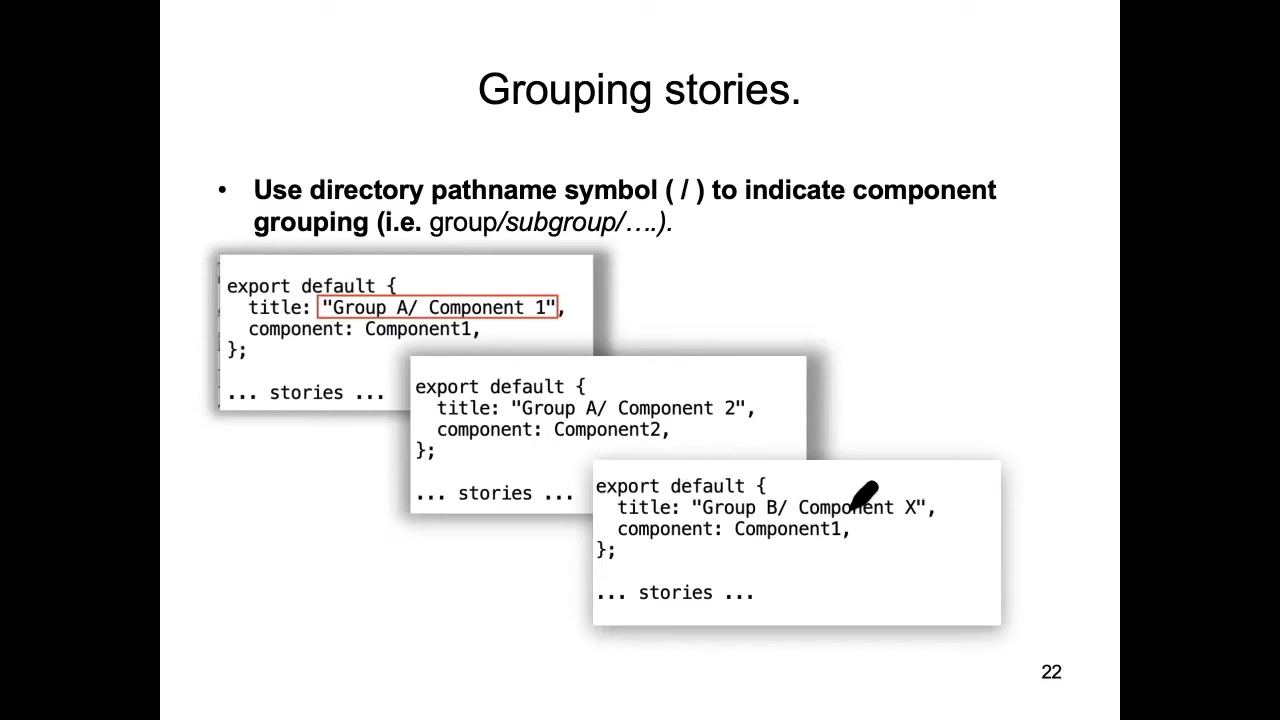 Grouping stories.
• Use directory pathname symbol ( / ) to indicate component
grouping (i.e. group/subgroup/….).
export default {
title: "Group A/ Component 1",
component: Component1,
};
... stories ...
export default {
title: "Group A/ Component 2",
component: Component2,
};
... stories ...
export default {
title: "Group B/ Component X",
component: Component1,
};
... stories ...
22